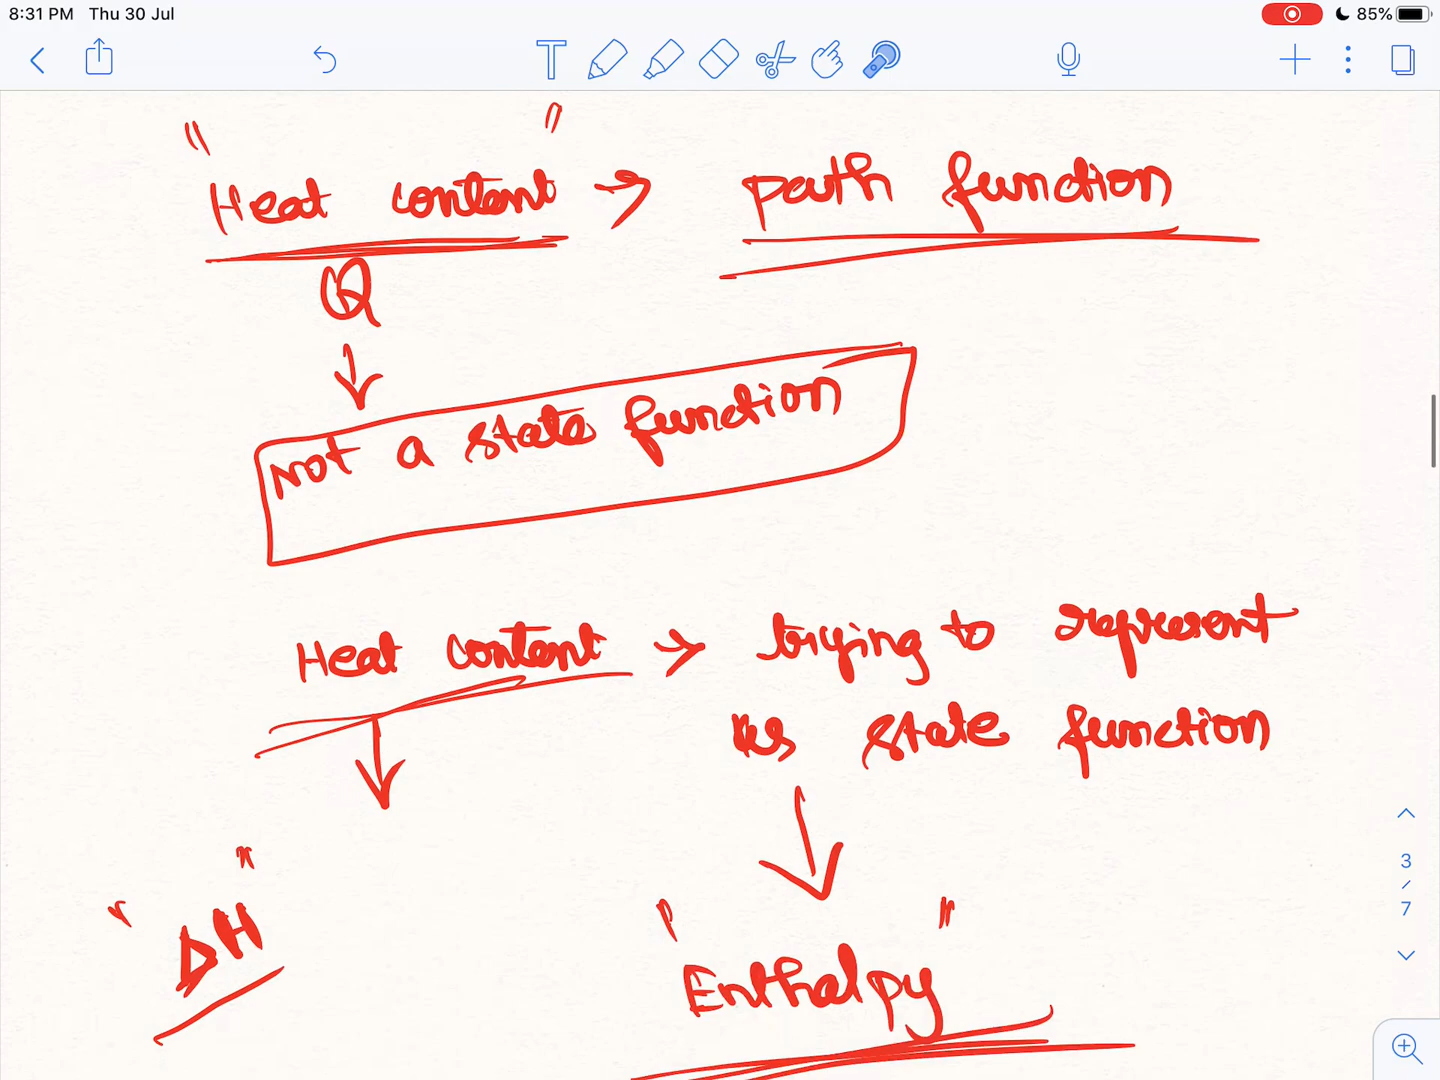 8:31 PM Thu 30 Jul
85%
"Heat content" → path function
Q
↓
Not a state function
Heat content → trying to represent
as state function
"ΔH"
"Enthalpy"
3
/
7